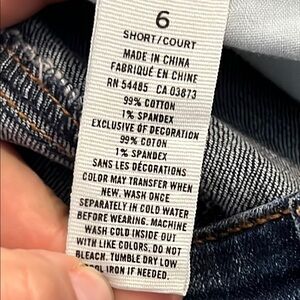 6
SHORT/COURT
MADE IN CHINA
FABRIQUÉ EN CHINE
RN 54485 CA 03873
99% COTTON
1% SPANDEX
EXCLUSIVE OF DECORATION
99% COTTON
1% SPANDEX
SANS LES DÉCORATIONS
COLOR MAY TRANSFER WHEN
NEW. WASH ONCE
SEPARATELY IN COLD WATER
BEFORE WEARING. MACHINE
WASH COLD INSIDE OUT
WITH LIKE COLORS. DO NOT
BLEACH. TUMBLE DRY LOW
IRON IF NEEDED.